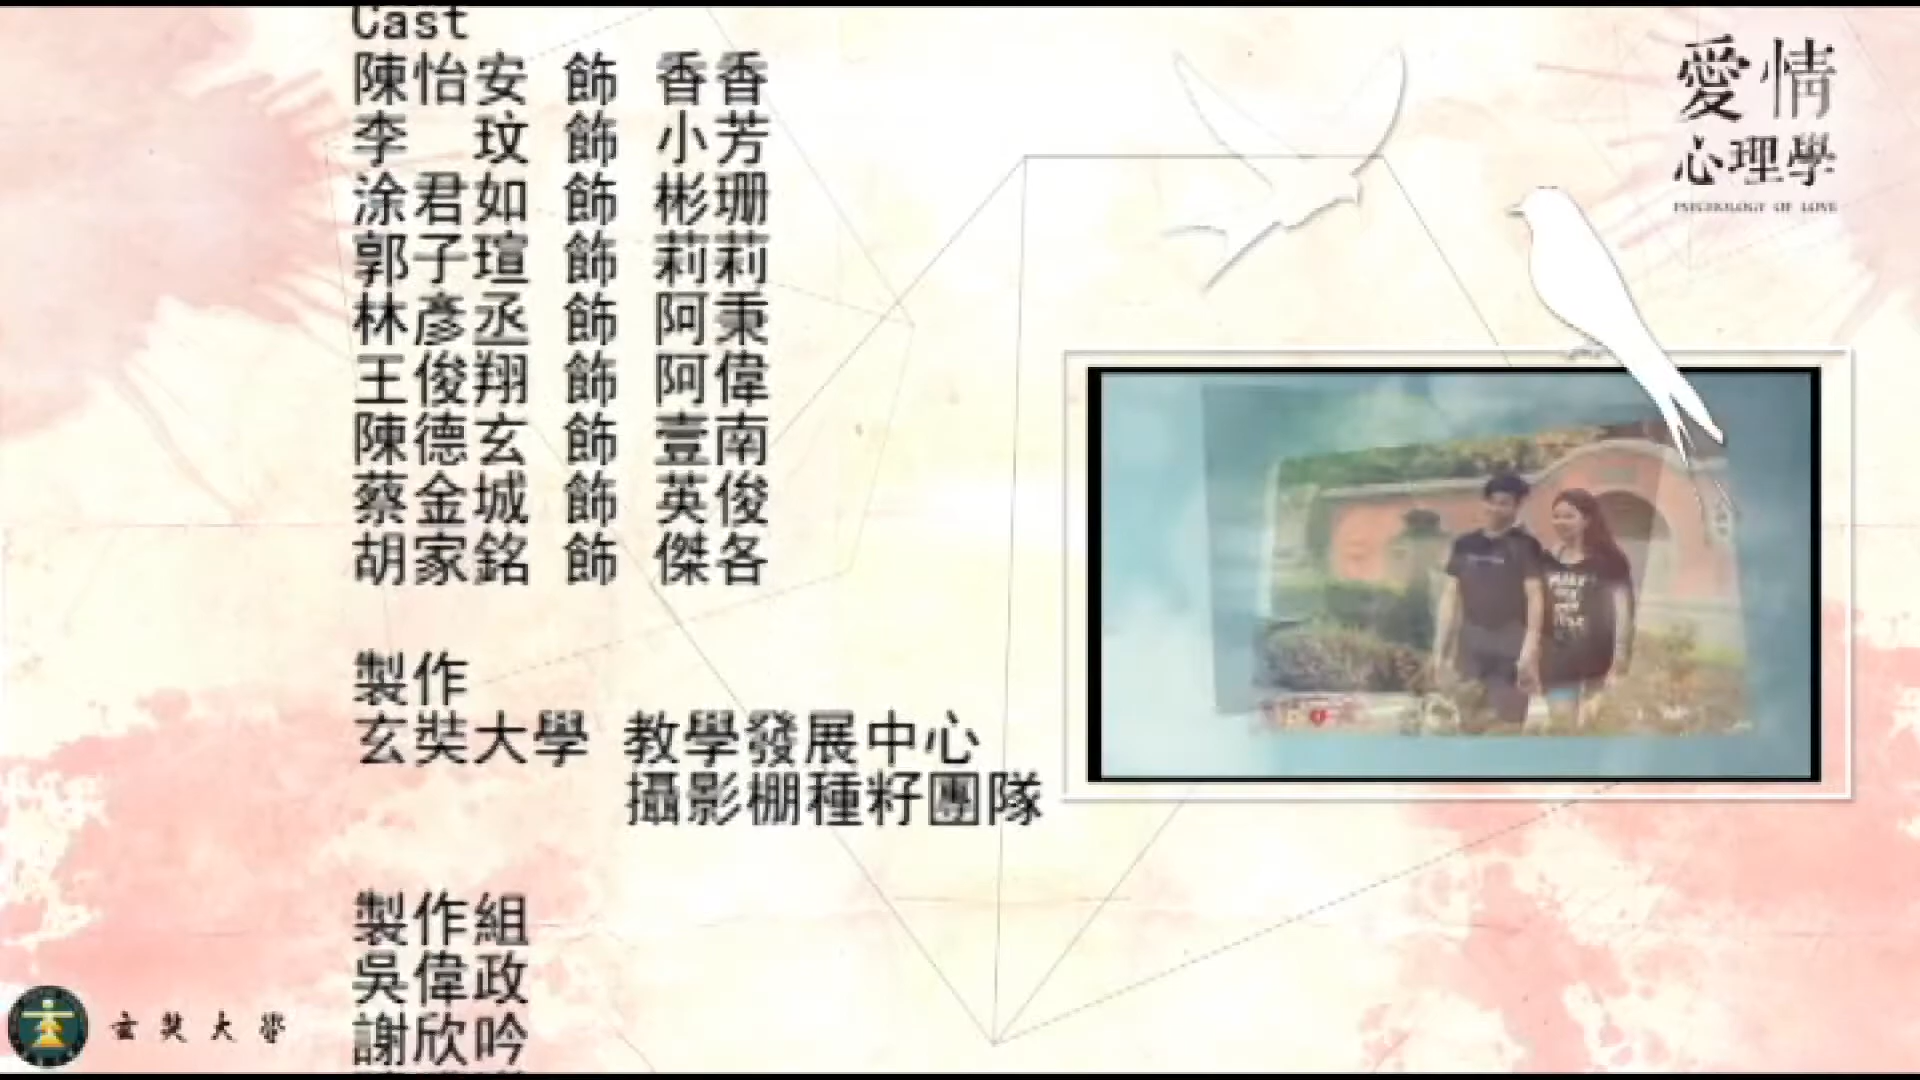 Cast
陳怡安 飾 香香
李 玟 飾 小芳
涂君如 飾 彬珊
郭子瑄 飾 莉莉
林彥丞 飾 阿秉
王俊翔 飾 阿偉
陳德玄 飾 壹南
蔡金城 飾 英俊
胡家銘 飾 傑各
製作
玄奘大學 教學發展中心
攝影棚種籽團隊
製作組
吳偉政
謝欣吟
愛情
心理學
PSYCHOLOGY OF LOVE
玄奘大學